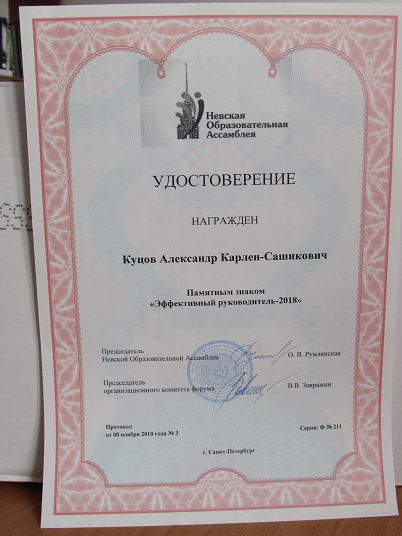 Невская
Образовательная
Ассамблея
УДОСТОВЕРЕНИЕ
НАГРАЖДЕН
Куцов Александр Карлен-Сашикович
Памятным знаком
«Эффективный руководитель-2018»
Председатель
Невской Образовательной Ассамблеи
О. В. Румлянская
Председатель
организационного комитета форума
В.В. Завражин
Протокол
от 08 ноября 2018 года № 3
Серия: Ф № 211
г. Санкт-Петербург